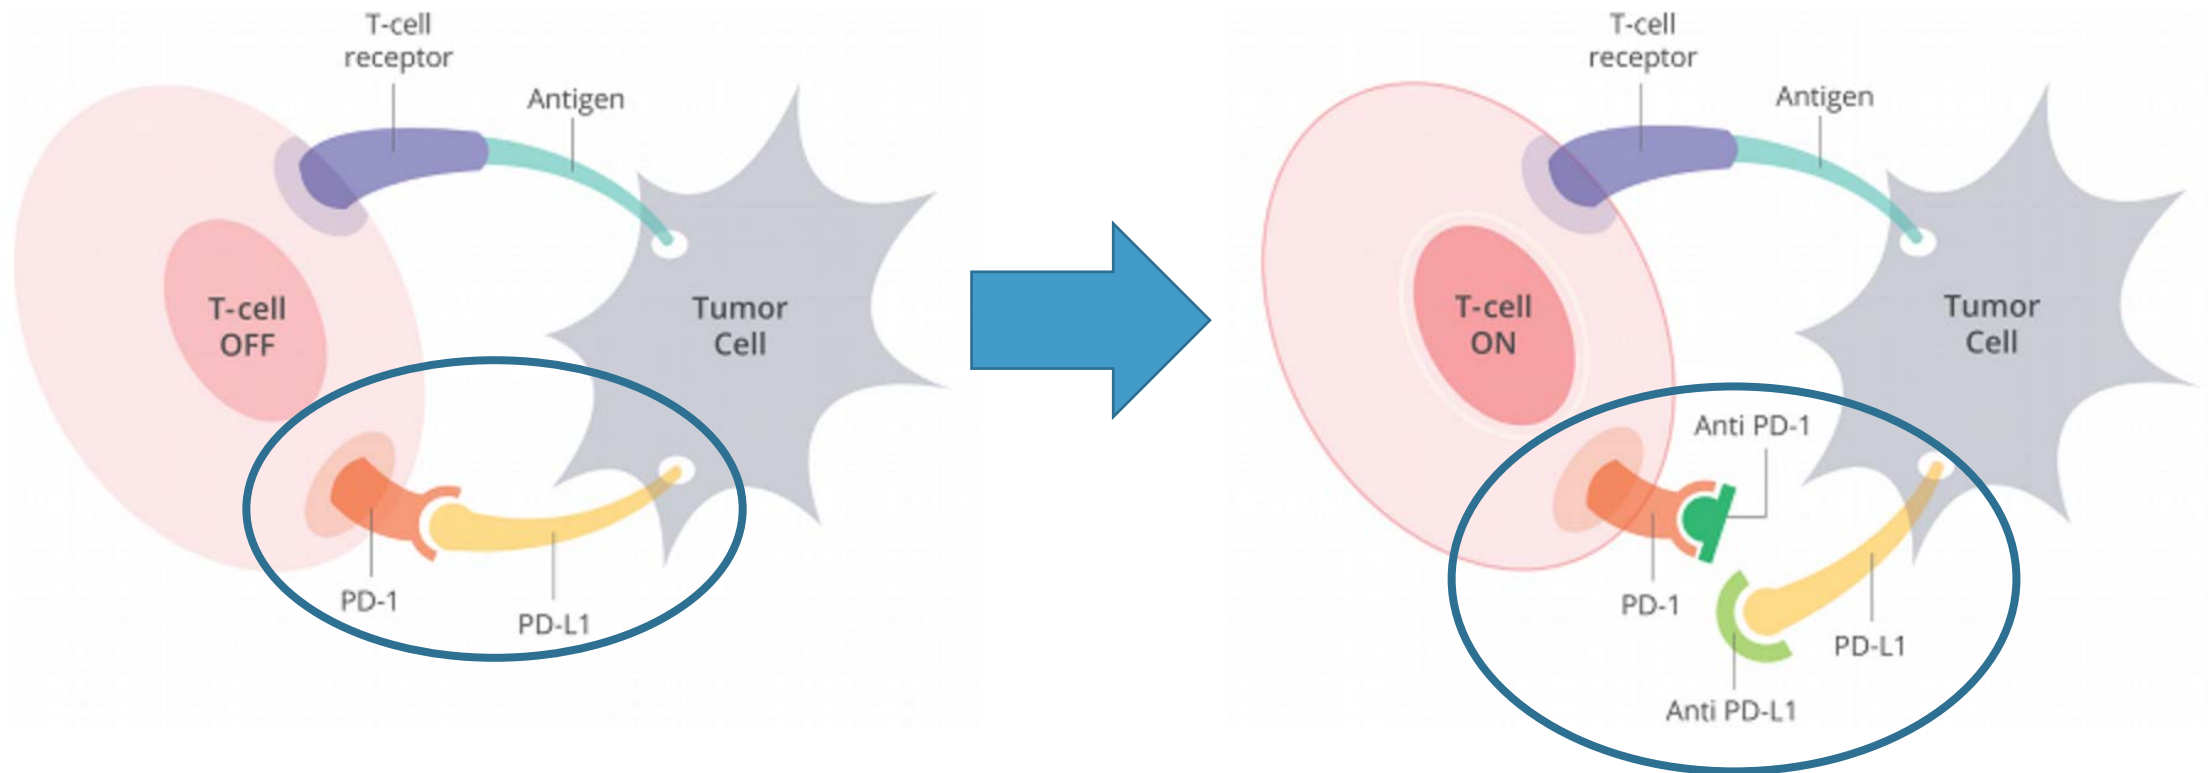 T-cell
receptor
Antigen
T-cell
OFF
Tumor
Cell
PD-1
PD-L1
T-cell
receptor
Antigen
T-cell
ON
Tumor
Cell
Anti PD-1
PD-1
PD-L1
Anti PD-L1